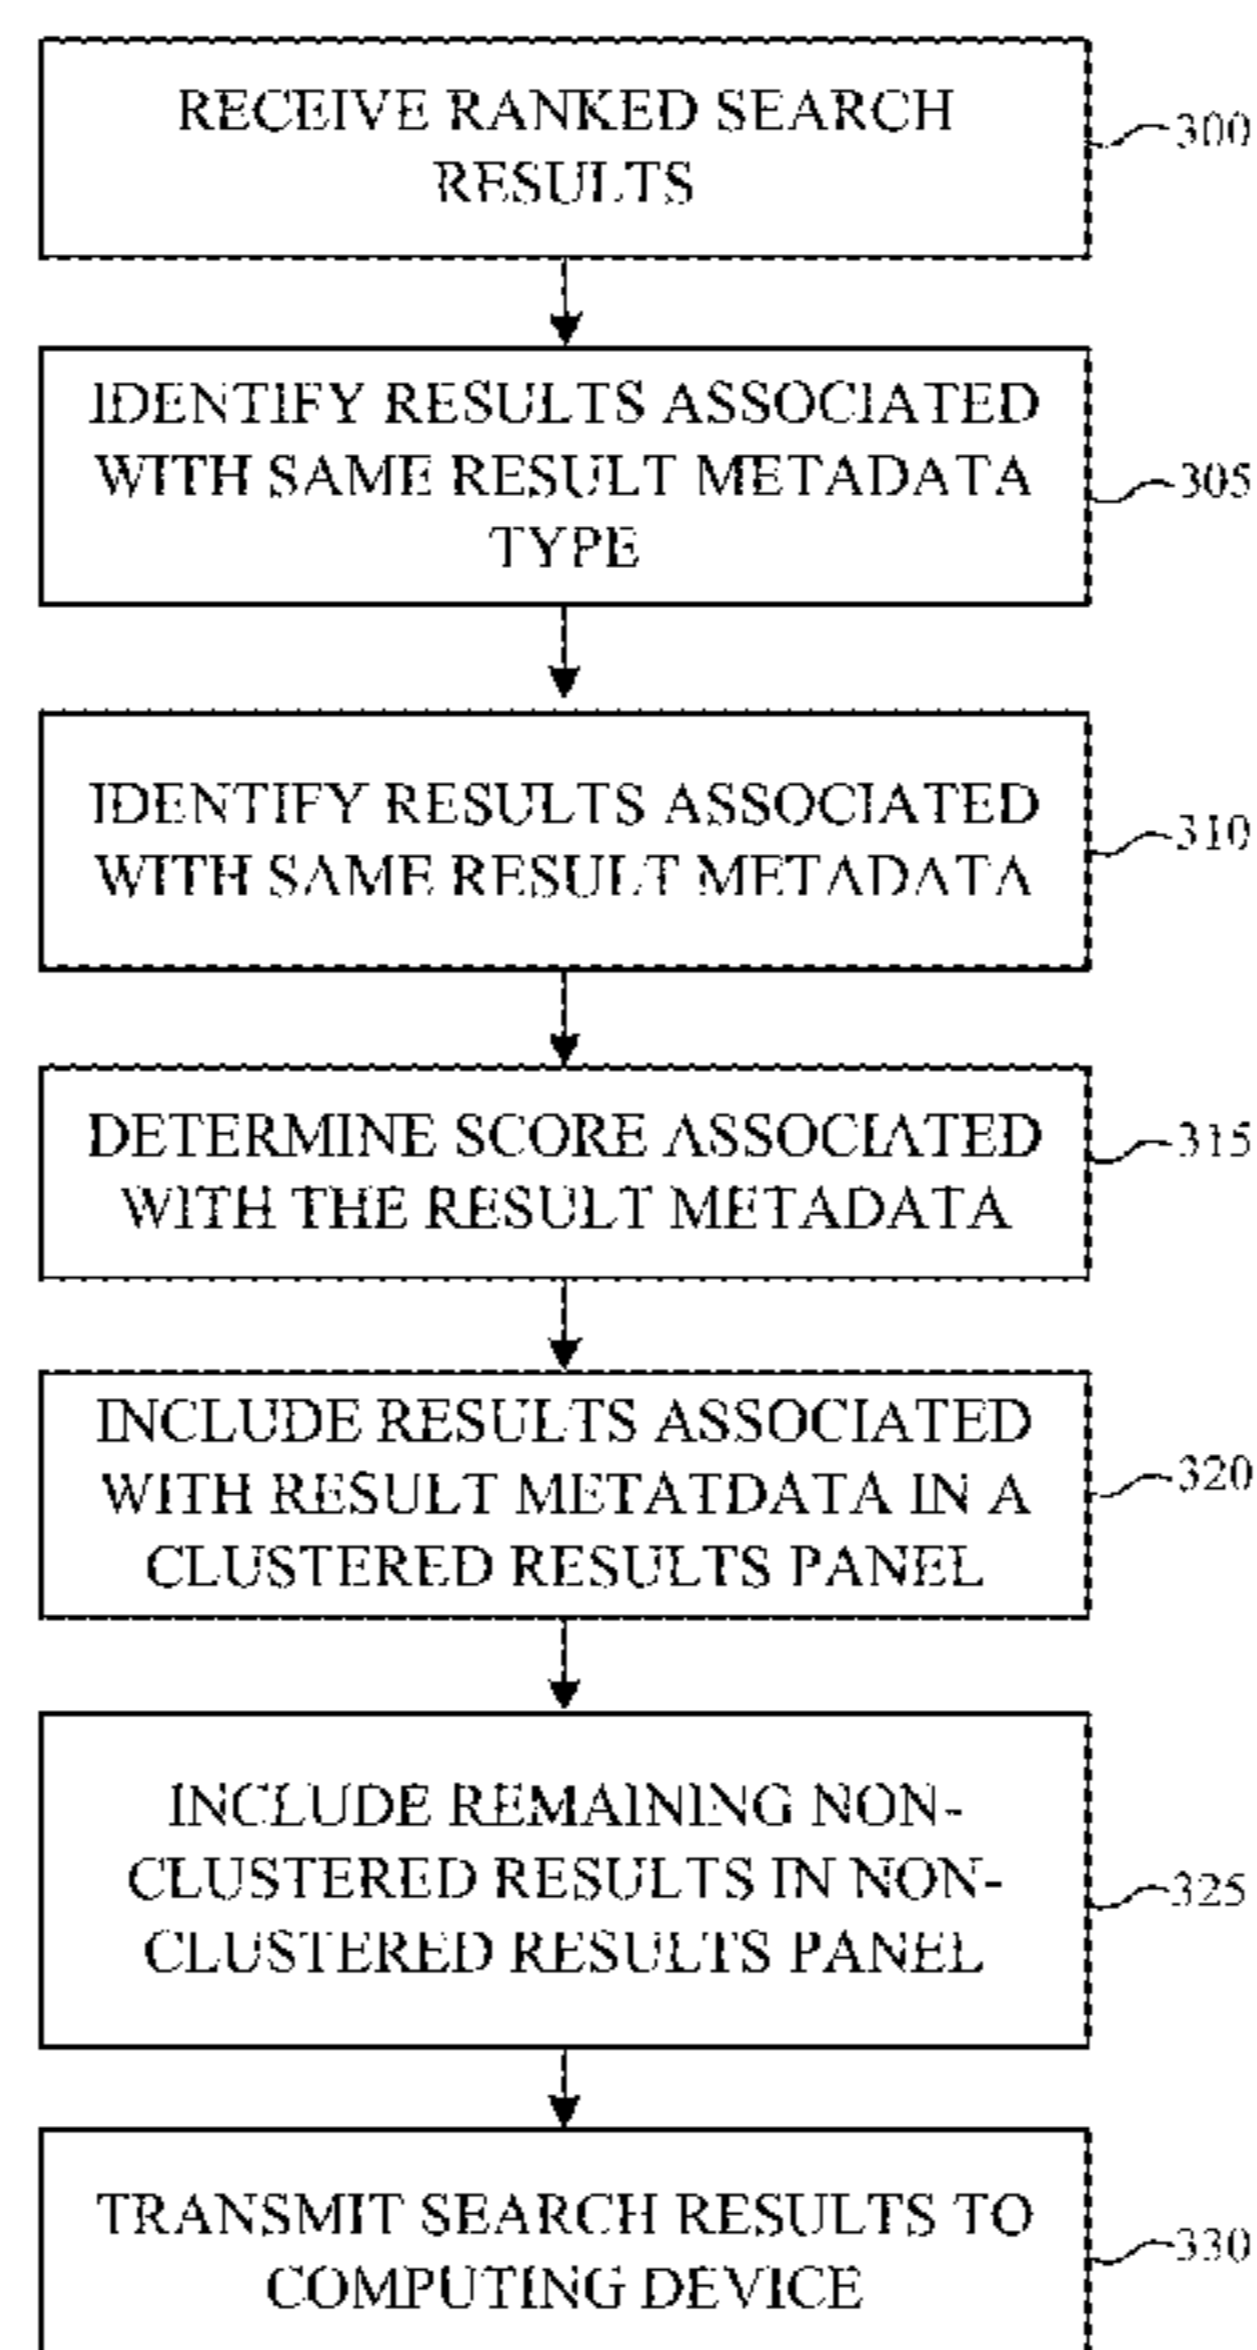 RECEIVE RANKED SEARCH
RESULTS
300
IDENTIFY RESULTS ASSOCIATED
WITH SAME RESULT METADATA
TYPE
305
IDENTIFY RESULTS ASSOCIATED
WITH SAME RESULT METADATA
310
DETERMINE SCORE ASSOCIATED
WITH THE RESULT METADATA
315
INCLUDE RESULTS ASSOCIATED
WITH RESULT METATDATA IN A
CLUSTERED RESULTS PANEL
320
INCLUDE REMAINING NON-
CLUSTERED RESULTS IN NON-
CLUSTERED RESULTS PANEL
325
TRANSMIT SEARCH RESULTS TO
COMPUTING DEVICE
330